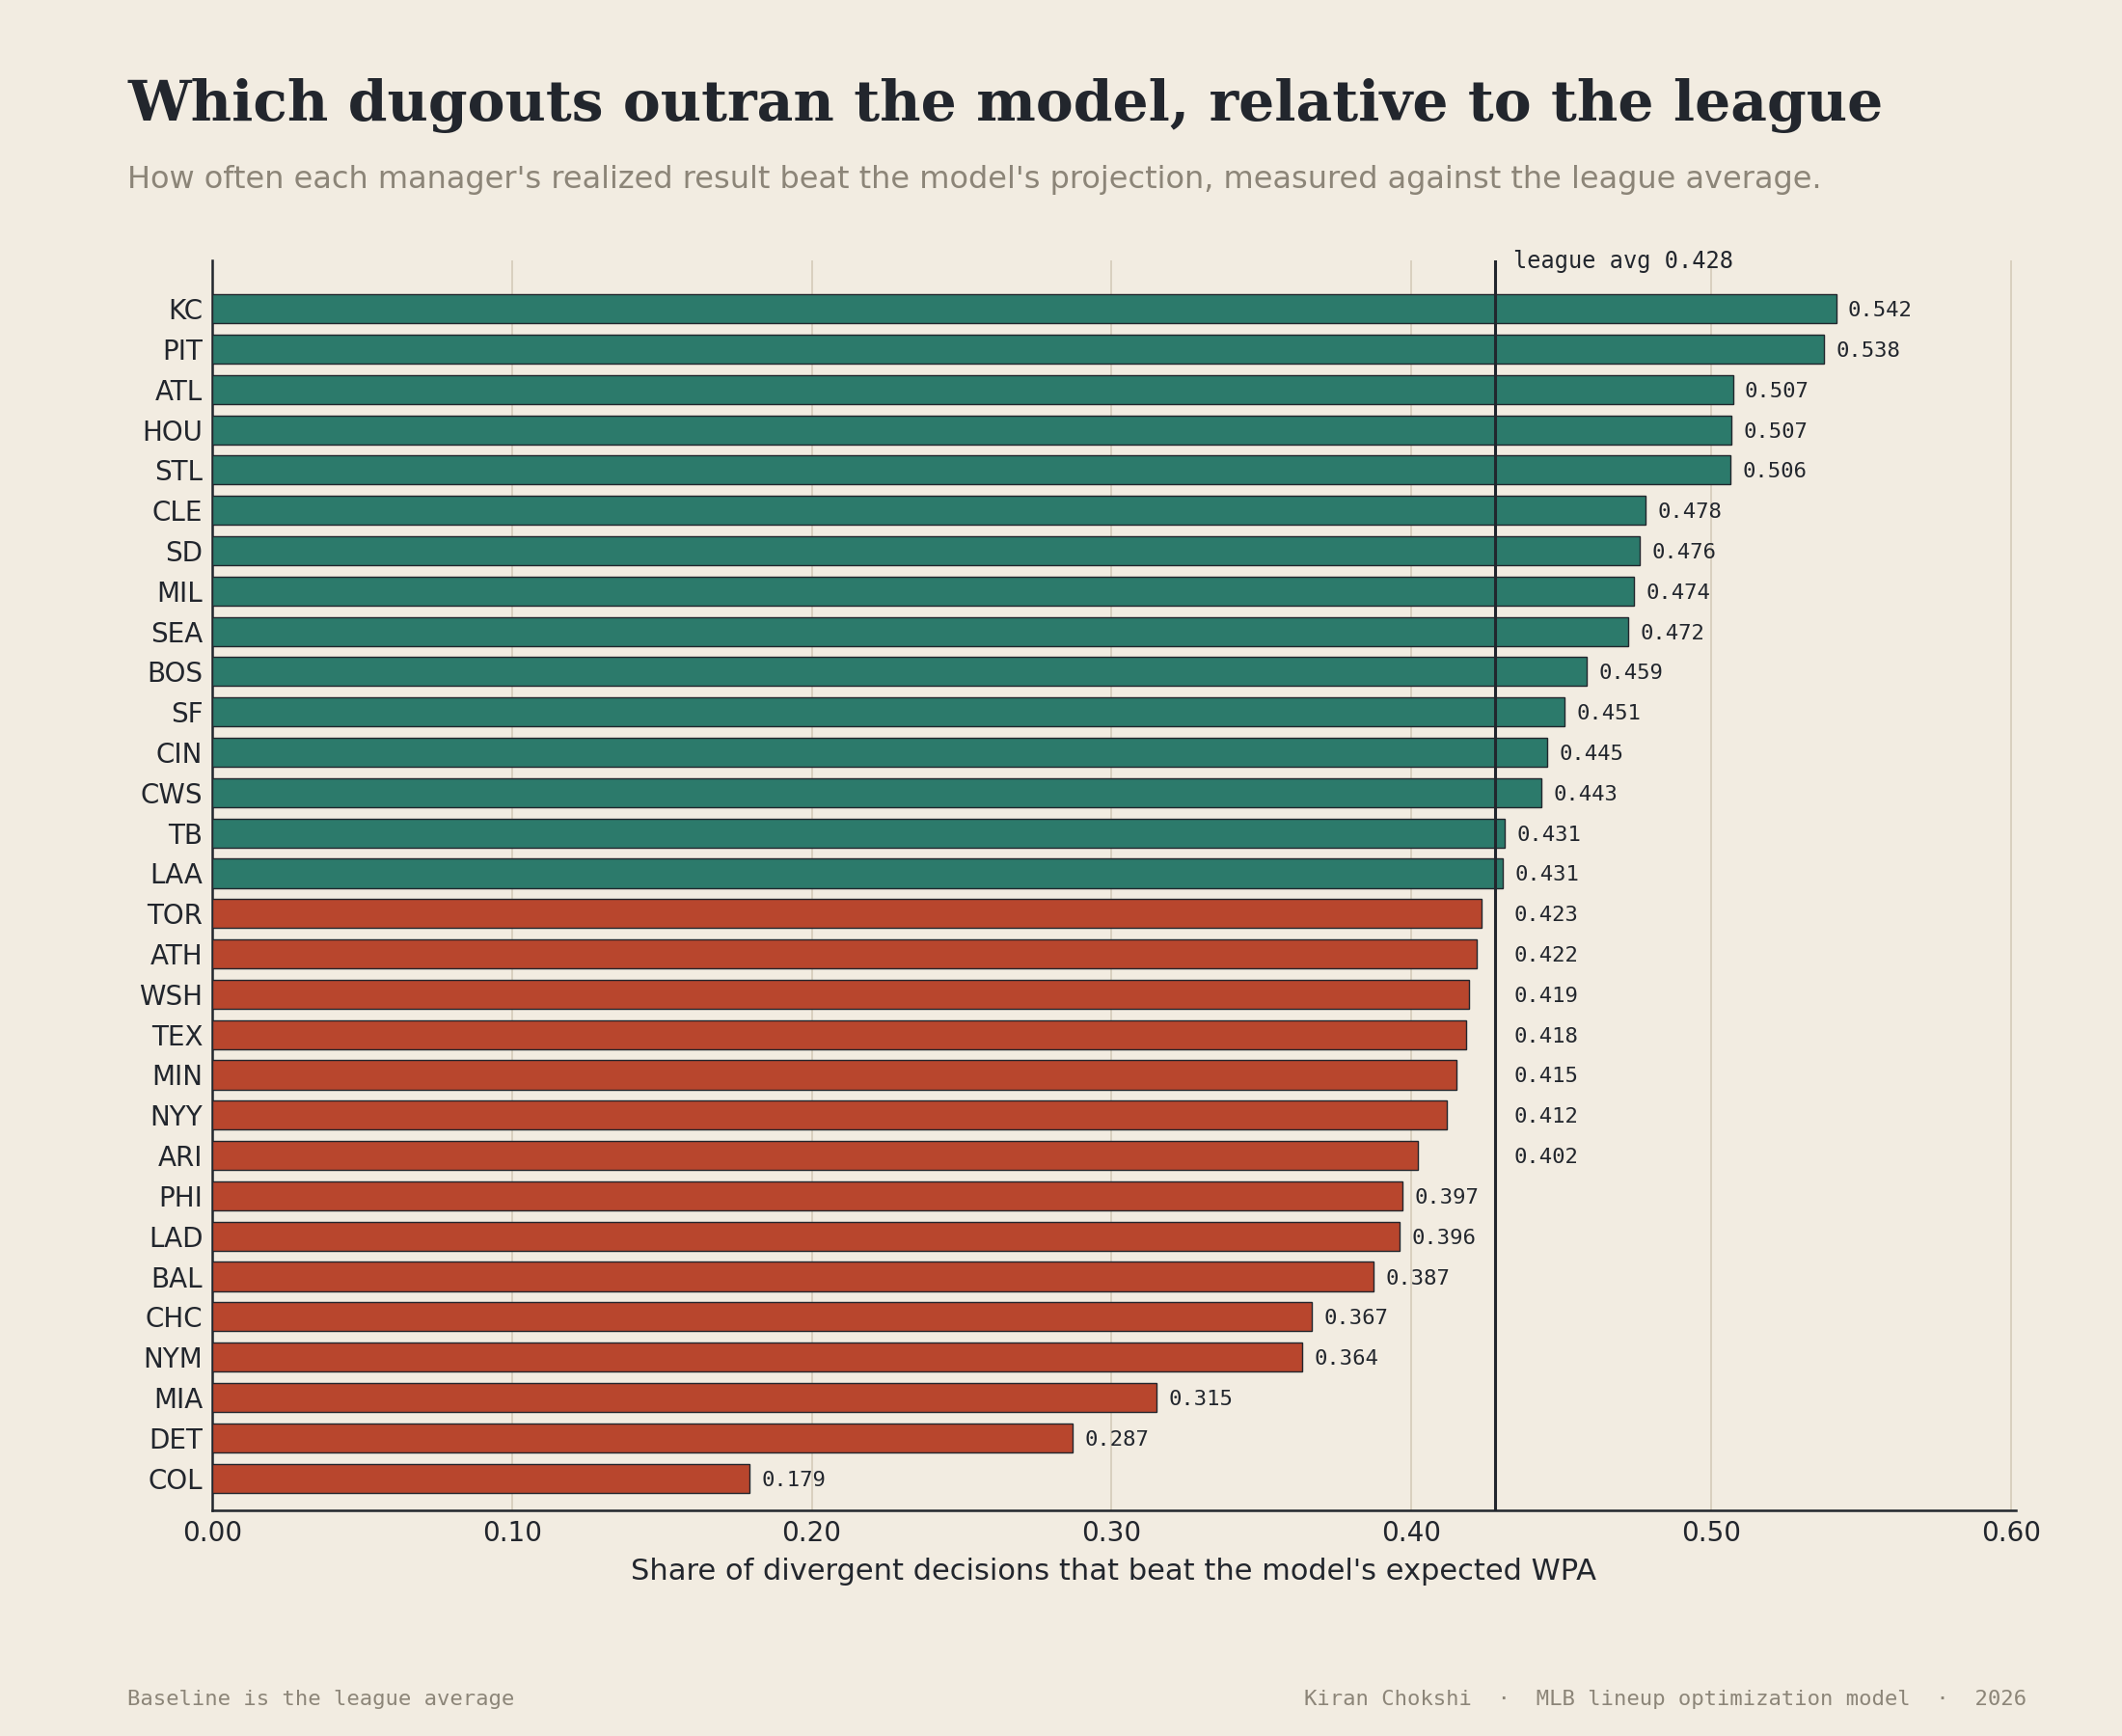 Which dugouts outran the model, relative to the league
How often each manager's realized result beat the model's projection, measured against the league average.
league avg 0.428
KC 0.542
PIT 0.538
ATL 0.507
HOU 0.507
STL 0.506
CLE 0.478
SD 0.476
MIL 0.474
SEA 0.472
BOS 0.459
SF 0.451
CIN 0.445
CWS 0.443
TB 0.431
LAA 0.431
TOR 0.423
ATH 0.422
WSH 0.419
TEX 0.418
MIN 0.415
NYY 0.412
ARI 0.402
PHI 0.397
LAD 0.396
BAL 0.387
CHC 0.367
NYM 0.364
MIA 0.315
DET 0.287
COL 0.179
0.00 0.10 0.20 0.30 0.40 0.50 0.60
Share of divergent decisions that beat the model's expected WPA
Baseline is the league average
Kiran Chokshi · MLB lineup optimization model · 2026